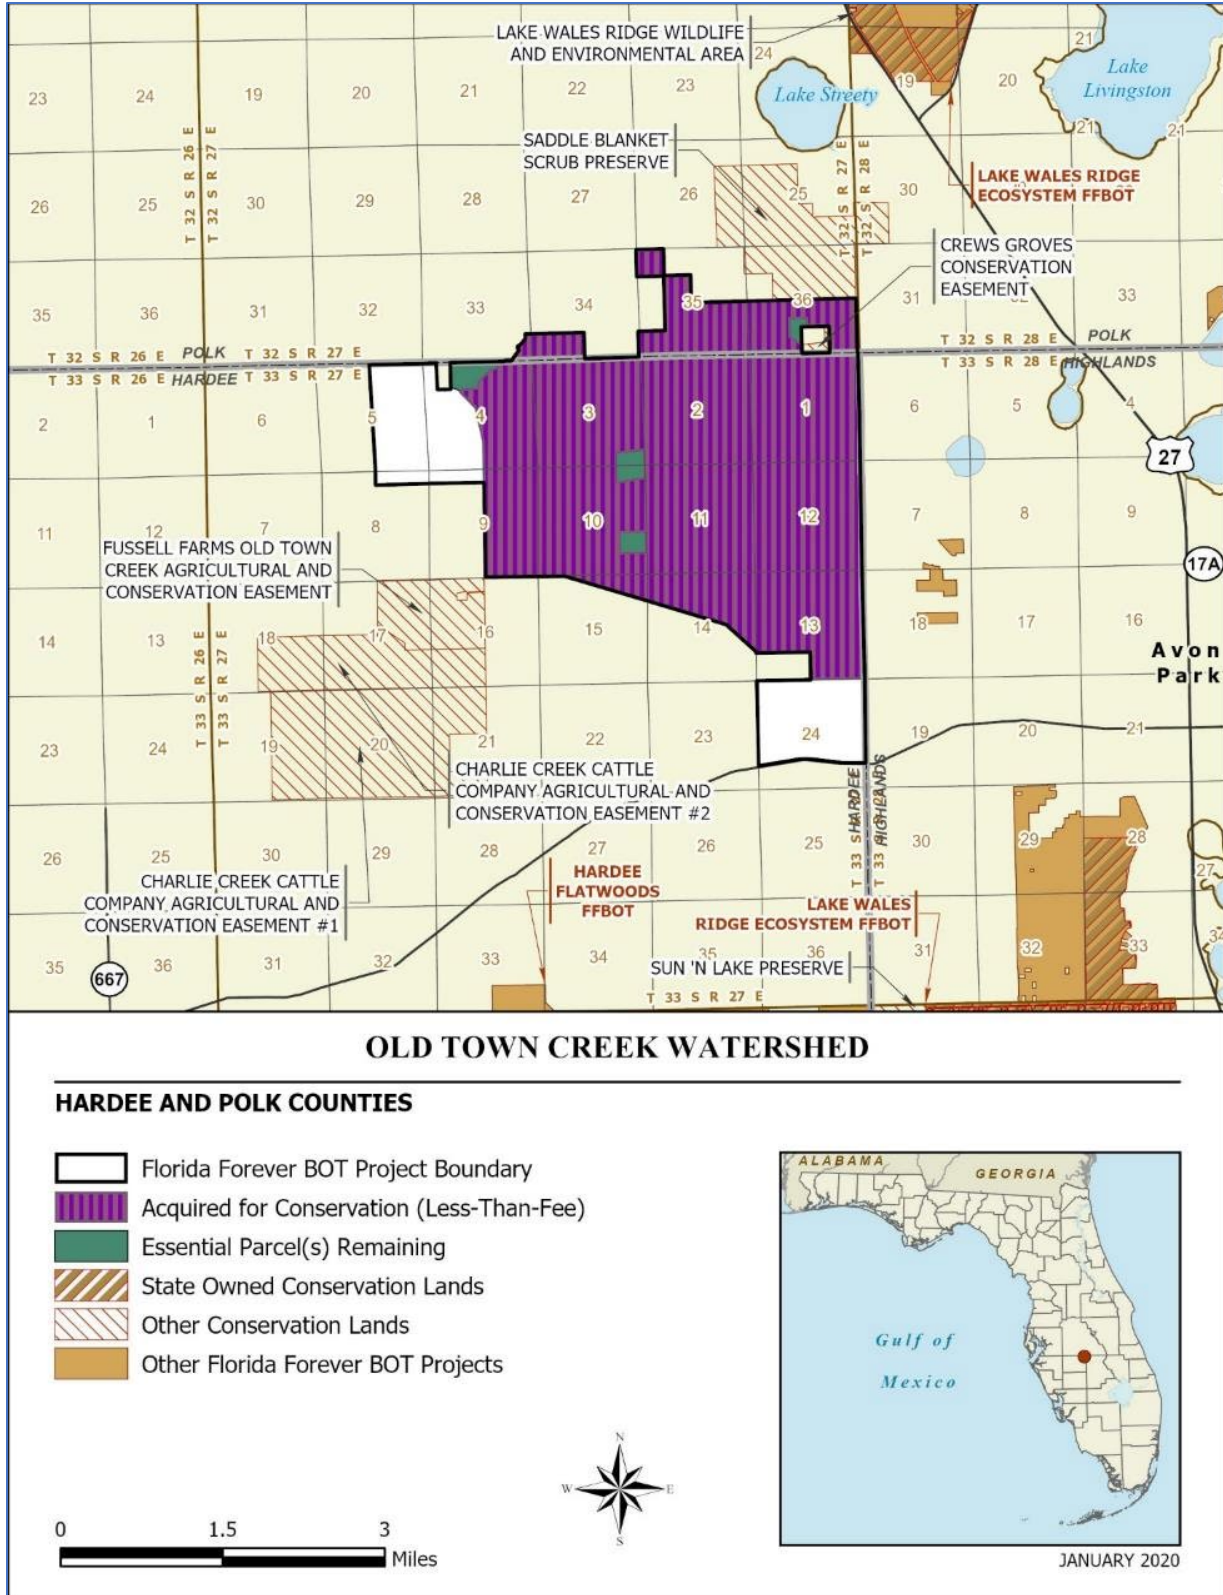 LAKE WALES RIDGE WILDLIFE
AND ENVIRONMENTAL AREA
24
21
Lake
Livingston
19
20
23
24
19
20
21
22
23
Lake Streety
21
21
SADDLE BLANKET
SCRUB PRESERVE
T 32 S R 26 E
T 32 S R 27 E
T 32 S R 27 E
T 32 S R 28 E
LAKE WALES RIDGE
ECOSYSTEM FFBOT
26
25
30
29
28
27
26
25
30
CREWS GROVES
CONSERVATION
EASEMENT
35
36
31
32
33
34
35
36
31
33
T 32 S R 26 E
POLK
T 32 S R 27 E
T 32 S R 28 E
POLK
T 33 S R 26 E
HARDEE
T 33 S R 27 E
T 33 S R 28 E
HIGHLANDS
2
1
6
5
4
3
2
1
6
5
4
27
11
12
7
8
9
10
11
12
7
8
9
FUSSELL FARMS OLD TOWN
CREEK AGRICULTURAL AND
CONSERVATION EASEMENT
17A
14
13
18
17
16
15
14
13
18
17
16
T 33 S R 26 E
T 33 S R 27 E
Avon
Park
23
24
19
20
21
22
23
24
19
20
21
CHARLIE CREEK CATTLE
COMPANY AGRICULTURAL AND
CONSERVATION EASEMENT #2
HARDEE
HIGHLANDS
26
25
30
29
28
27
26
25
30
29
28
27
CHARLIE CREEK CATTLE
COMPANY AGRICULTURAL AND
CONSERVATION EASEMENT #1
HARDEE
FLATWOODS
FFBOT
LAKE WALES
RIDGE ECOSYSTEM FFBOT
35
36
31
32
33
34
36
31
32
33
34
667
SUN 'N LAKE PRESERVE
T 33 S R 27 E
OLD TOWN CREEK WATERSHED
HARDEE AND POLK COUNTIES
Florida Forever BOT Project Boundary
Acquired for Conservation (Less-Than-Fee)
Essential Parcel(s) Remaining
State Owned Conservation Lands
Other Conservation Lands
Other Florida Forever BOT Projects
ALABAMA
GEORGIA
Gulf of
Mexico
N
W
E
S
0
1.5
3
Miles
JANUARY 2020